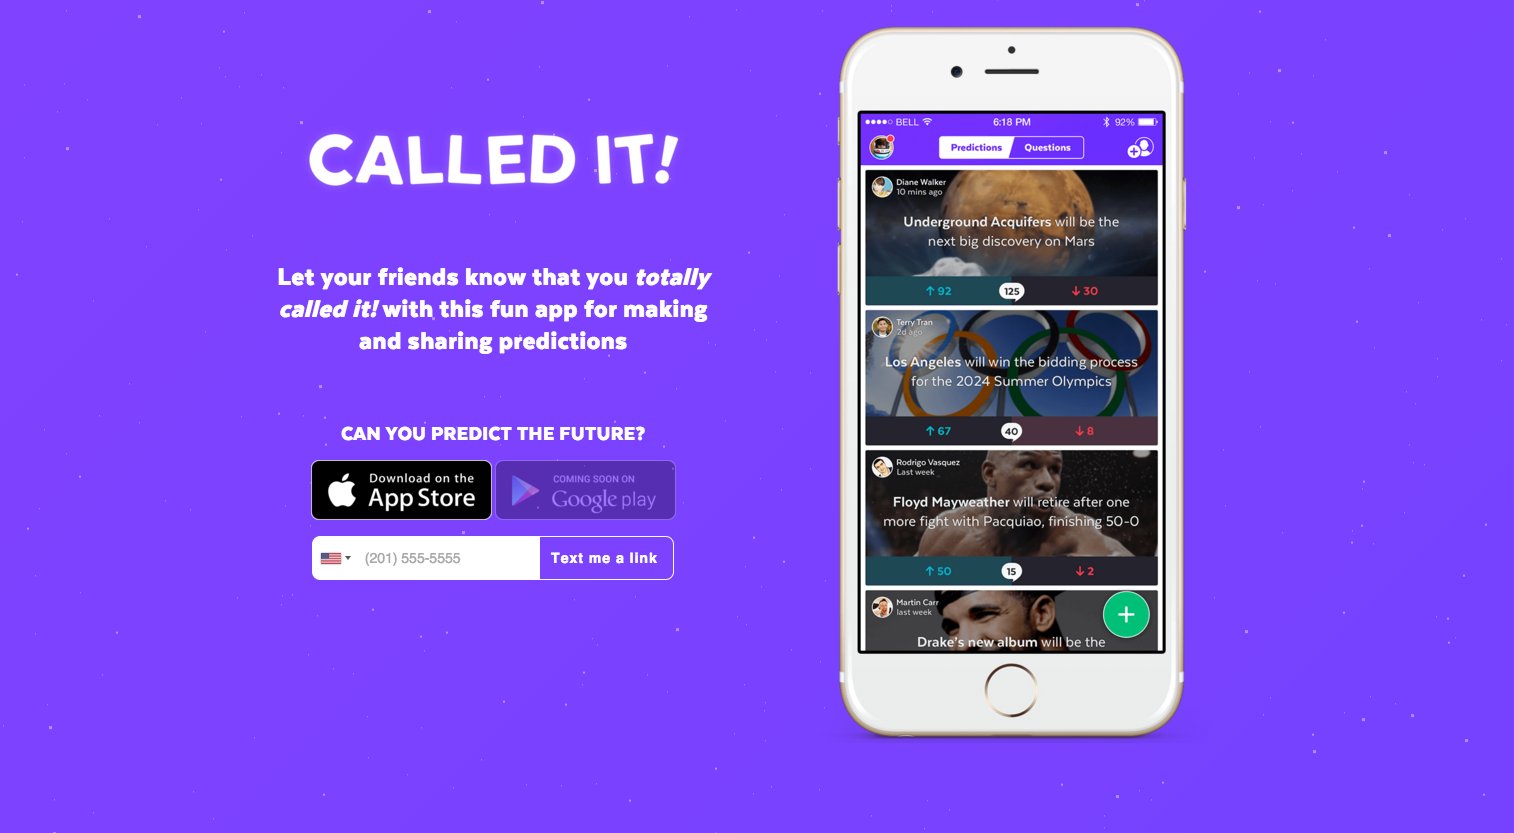 CALLED IT!
Let your friends know that you totally
called it! with this fun app for making
and sharing predictions
CAN YOU PREDICT THE FUTURE?
Download on the
App Store
COMING SOON ON
Google play
(201) 555-5555
Text me a link
BELL
6:18 PM
92%
Predictions
Questions
Diane Walker
10 mins ago
Underground Acquifers will be the
next big discovery on Mars
92
125
30
Terry Tran
2d ago
Los Angeles will win the bidding process
for the 2024 Summer Olympics
67
40
8
Rodrigo Vasquez
Last week
Floyd Mayweather will retire after one
more fight with Pacquiao, finishing 50-0
50
15
2
Martin Carr
last week
Drake's new album will be the